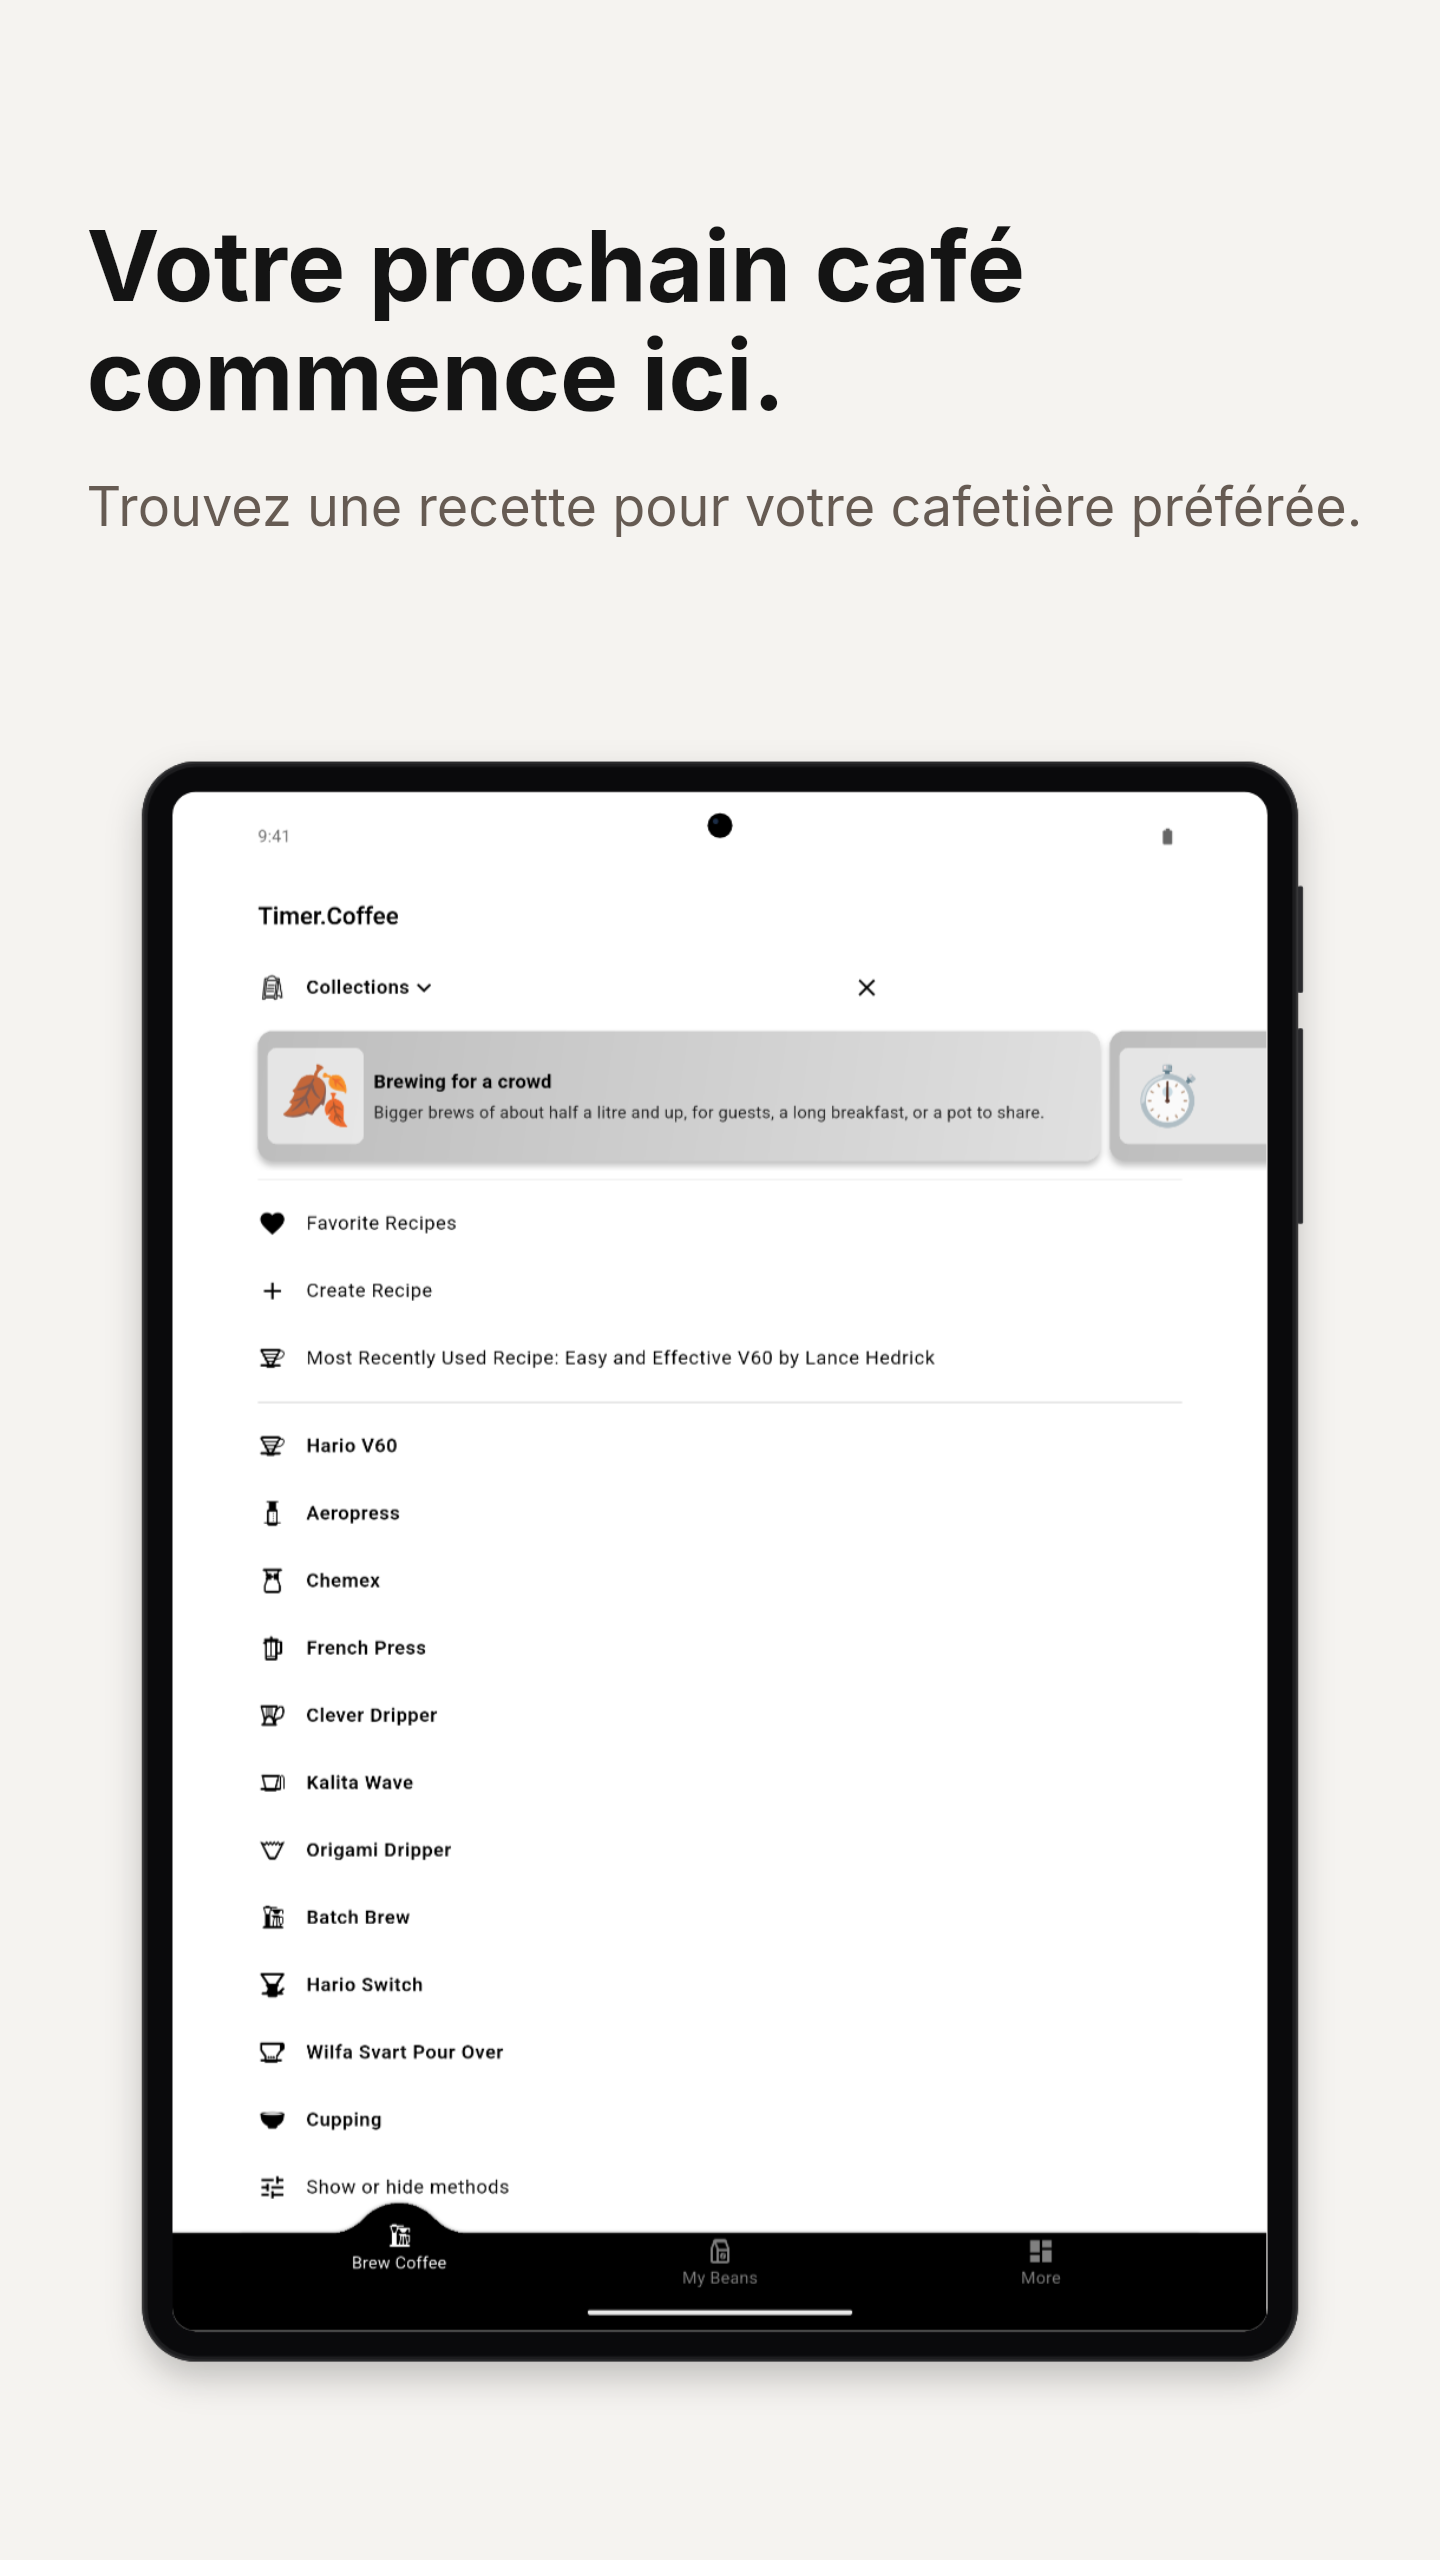 Votre prochain café
commence ici.
Trouvez une recette pour votre cafetière préférée.
9:41
Timer.Coffee
Collections
Brewing for a crowd
Bigger brews of about half a litre and up, for guests, a long breakfast, or a pot to share.
Favorite Recipes
Create Recipe
Most Recently Used Recipe: Easy and Effective V60 by Lance Hedrick
Hario V60
Aeropress
Chemex
French Press
Clever Dripper
Kalita Wave
Origami Dripper
Batch Brew
Hario Switch
Wilfa Svart Pour Over
Cupping
Show or hide methods
Brew Coffee
My Beans
More